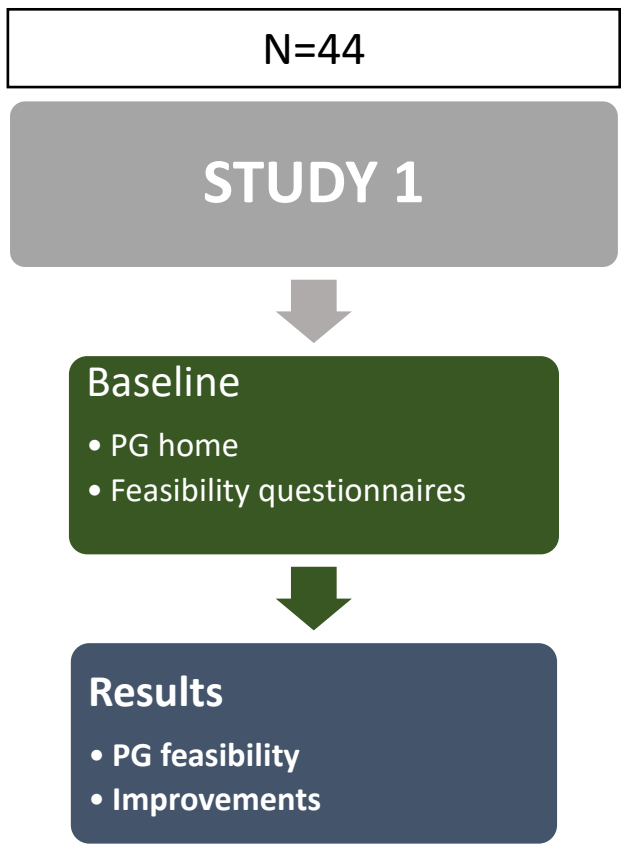 N=44
STUDY 1
Baseline
• PG home
• Feasibility questionnaires
Results
• PG feasibility
• Improvements